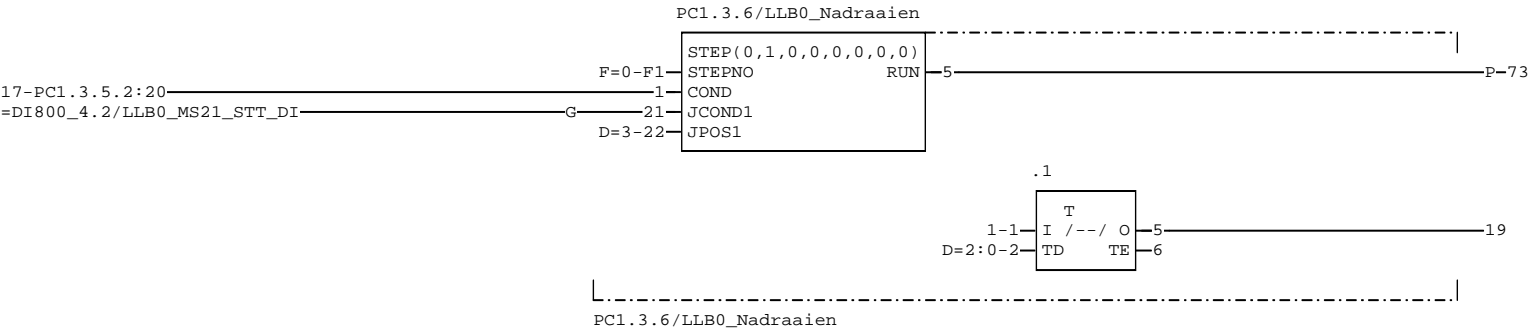 PC1.3.6/LLB0_Nadraaien
STEP(0,1,0,0,0,0,0,0)
F=0-F1 STEPNO RUN 5 P-73
17-PC1.3.5.2:20 1 COND
=DI800_4.2/LLB0_MS21_STT_DI G 21 JCOND1
D=3-22 JPOS1
.1
T
1-1 I /--/ O 5 19
D=2:0-2 TD TE 6
PC1.3.6/LLB0_Nadraaien